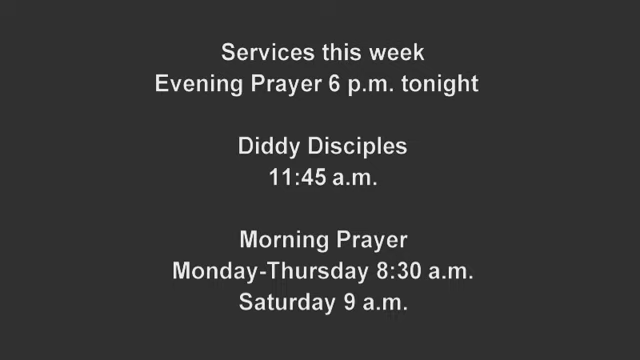 Services this week
Evening Prayer 6 p.m. tonight
Diddy Disciples
11:45 a.m.
Morning Prayer
Monday-Thursday 8:30 a.m.
Saturday 9 a.m.